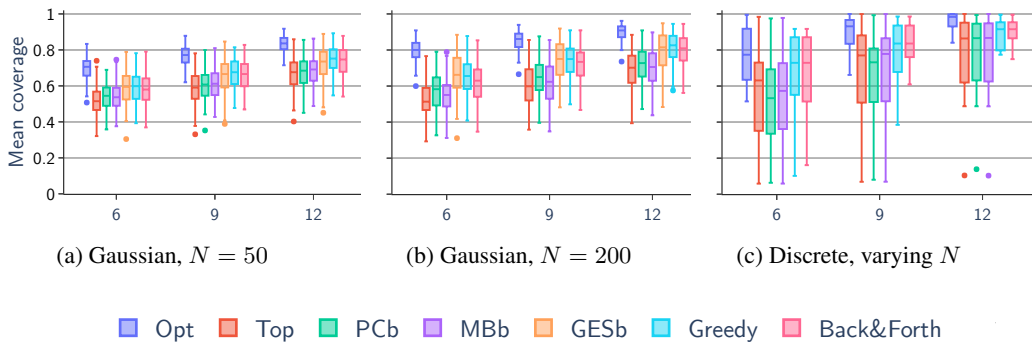 Mean coverage
1
0.8
0.6
0.4
0.2
0
6 9 12
6 9 12
6 9 12
(a) Gaussian, N = 50
(b) Gaussian, N = 200
(c) Discrete, varying N
Opt Top PCb MBb GESb Greedy Back&Forth